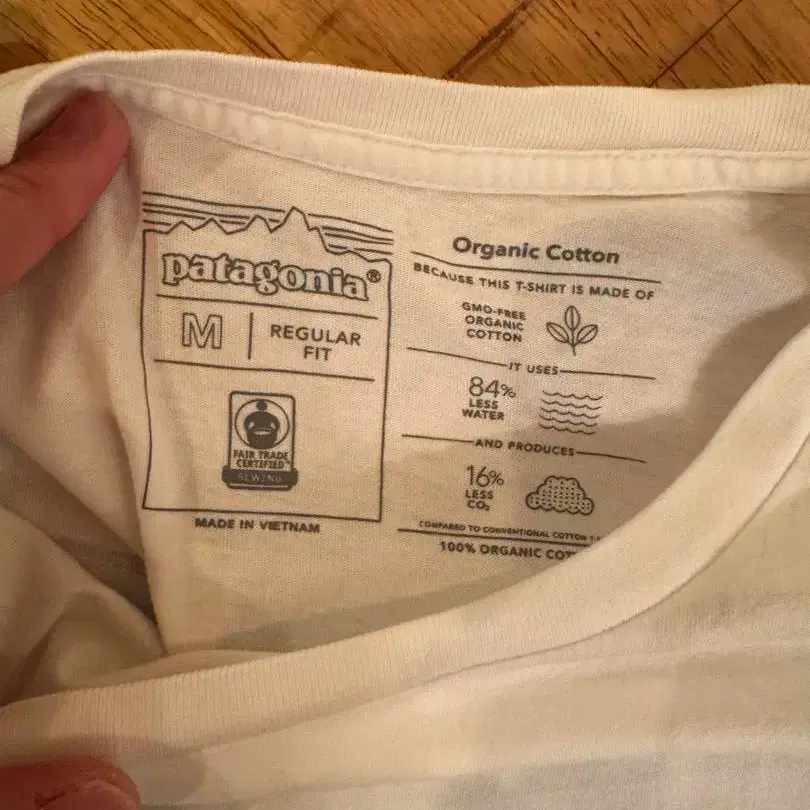 patagonia®
M
REGULAR
FIT
FAIR TRADE
CERTIFIED™
SEWING
MADE IN VIETNAM
Organic Cotton
BECAUSE THIS T-SHIRT IS MADE OF
GMO-FREE
ORGANIC
COTTON
IT USES
84%
LESS
WATER
AND PRODUCES
16%
LESS
CO₂
COMPARED TO CONVENTIONAL COTTON
100% ORGANIC